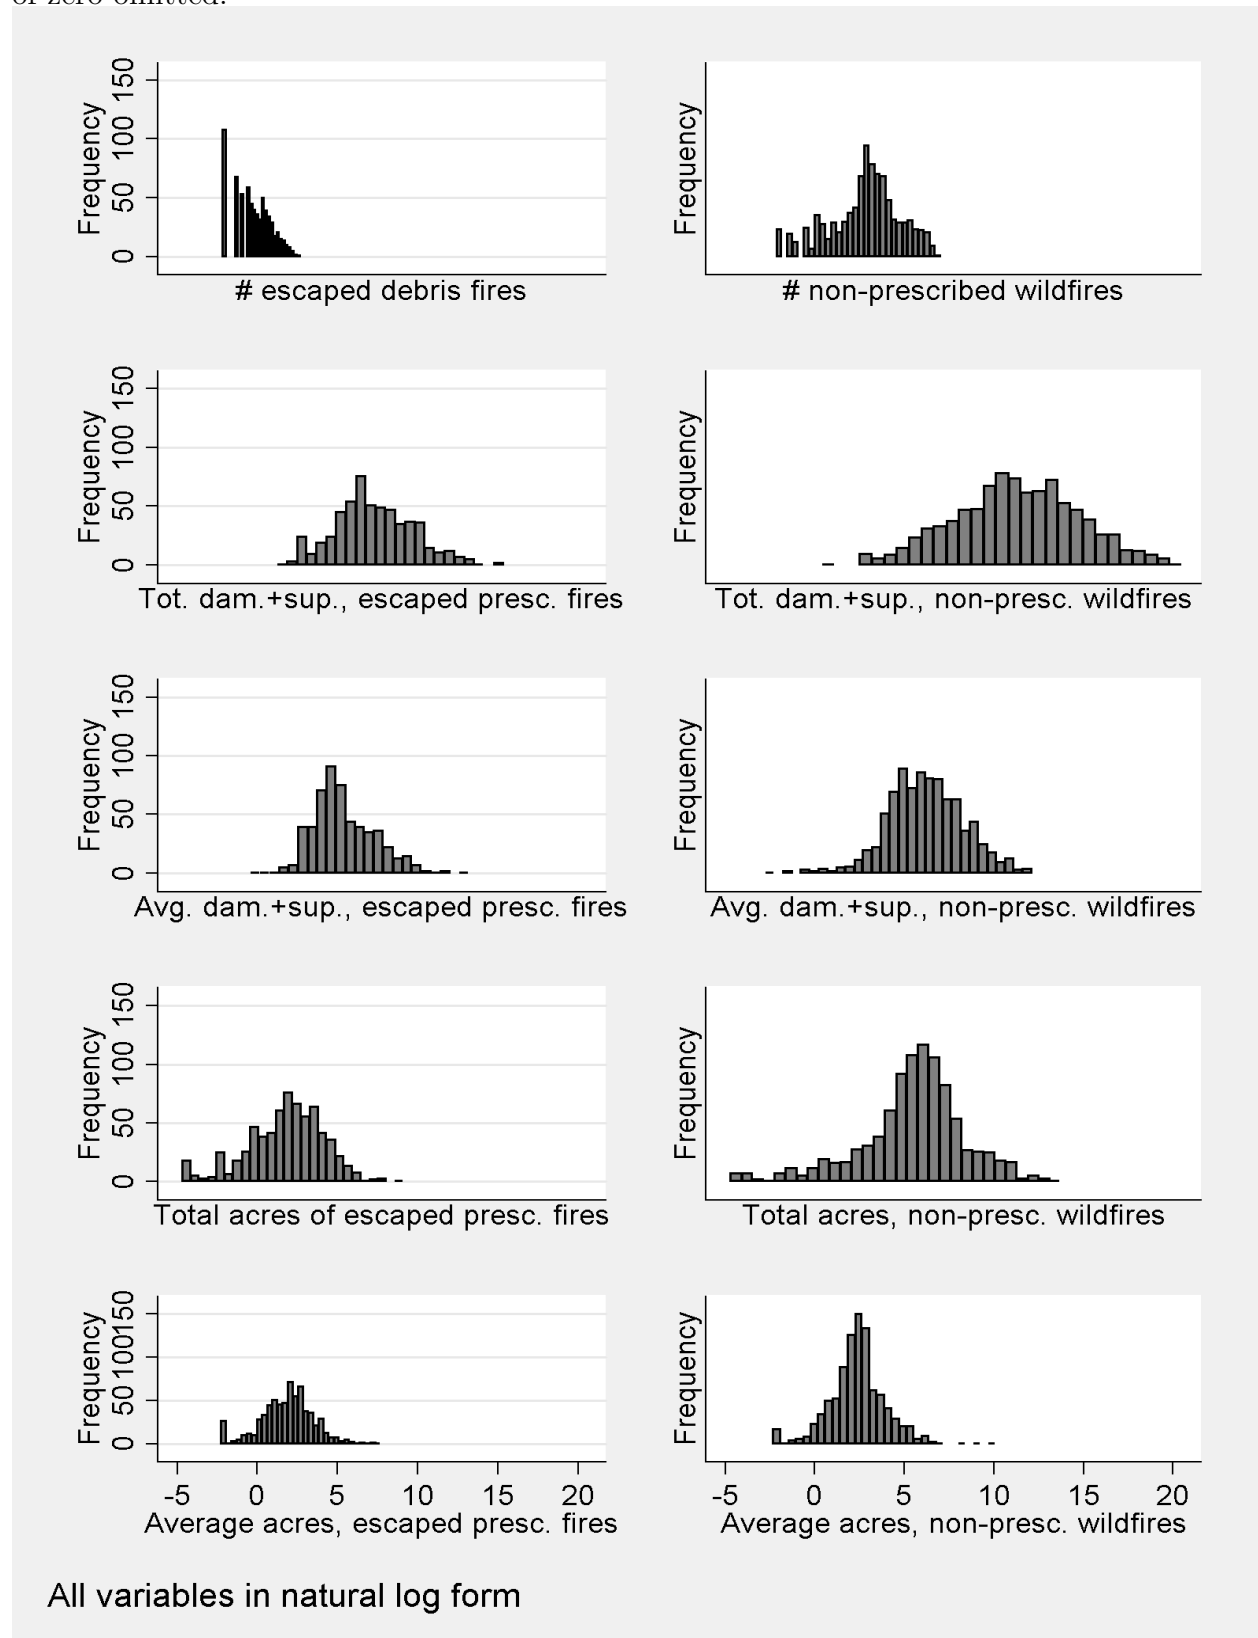 or zero omitted.
Frequency
0 50 100 150
# escaped debris fires
Frequency
# non-prescribed wildfires
Frequency
0 50 100 150
Tot. dam.+sup., escaped presc. fires
Frequency
Tot. dam.+sup., non-presc. wildfires
Frequency
0 50 100 150
Avg. dam.+sup., escaped presc. fires
Frequency
Avg. dam.+sup., non-presc. wildfires
Frequency
0 50 100 150
Total acres of escaped presc. fires
Frequency
Total acres, non-presc. wildfires
Frequency
0 50 100 150
-5 0 5 10 15 20
Average acres, escaped presc. fires
Frequency
-5 0 5 10 15 20
Average acres, non-presc. wildfires
All variables in natural log form